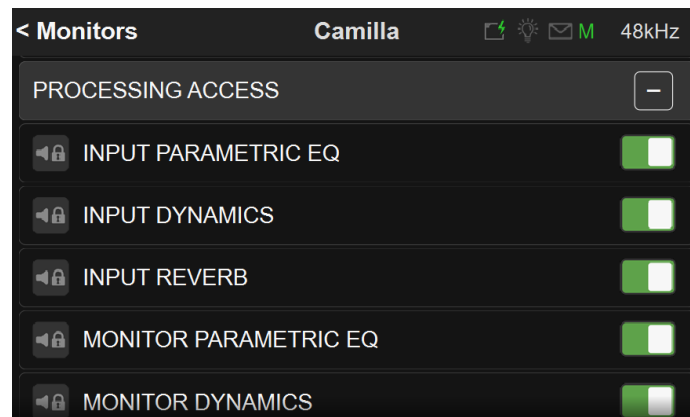 < Monitors Camilla M 48kHz
PROCESSING ACCESS
INPUT PARAMETRIC EQ
INPUT DYNAMICS
INPUT REVERB
MONITOR PARAMETRIC EQ
MONITOR DYNAMICS